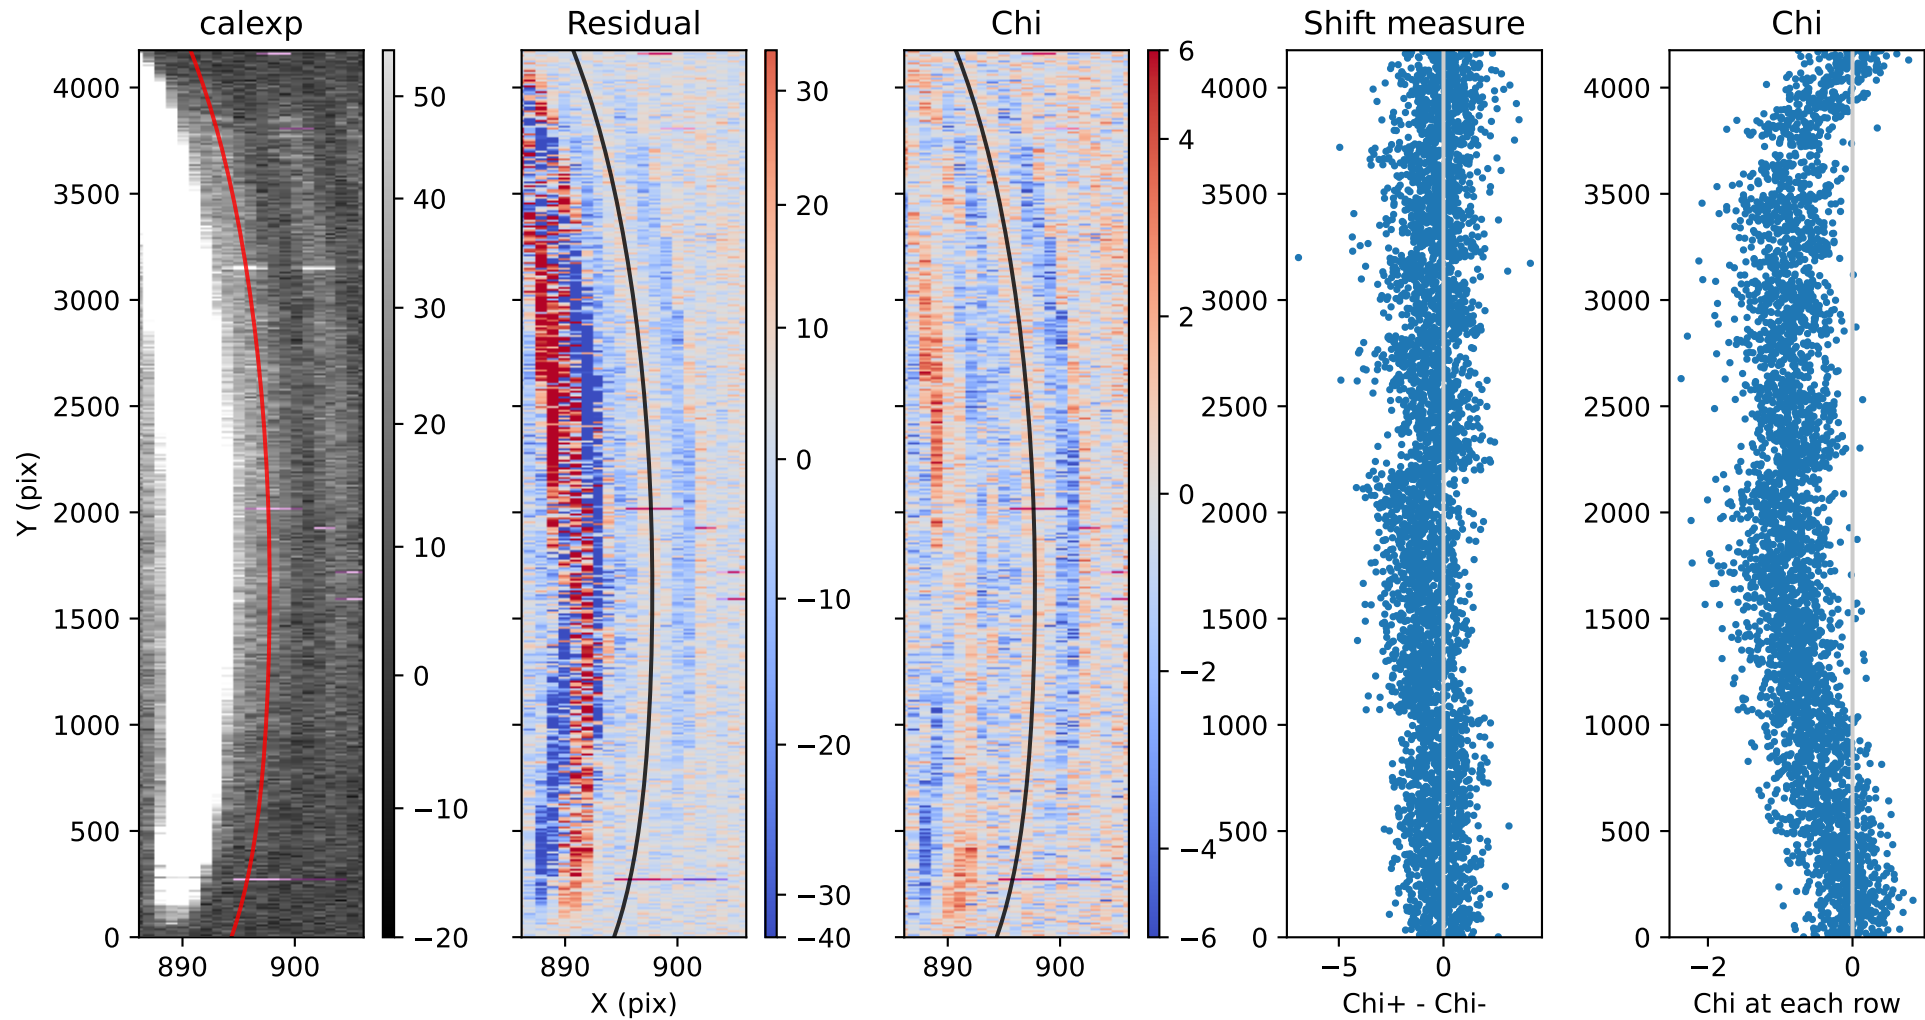 calexp Residual Chi Shift measure Chi
4000 50 30 6 4000 4000
3500 40 20 4 3500 3500
3000 30 10 2 3000 3000
2500 20 0 0 2500 2500
2000 10 −10 −2 2000 2000
1500 0 −20 −4 1500 1500
1000 −10 −30 −6 1000 1000
500 −20 −40 500 500
0 0 0
Y (pix)
890 900 890 900 890 900 −5 0 −2 0
X (pix) Chi+ - Chi- Chi at each row